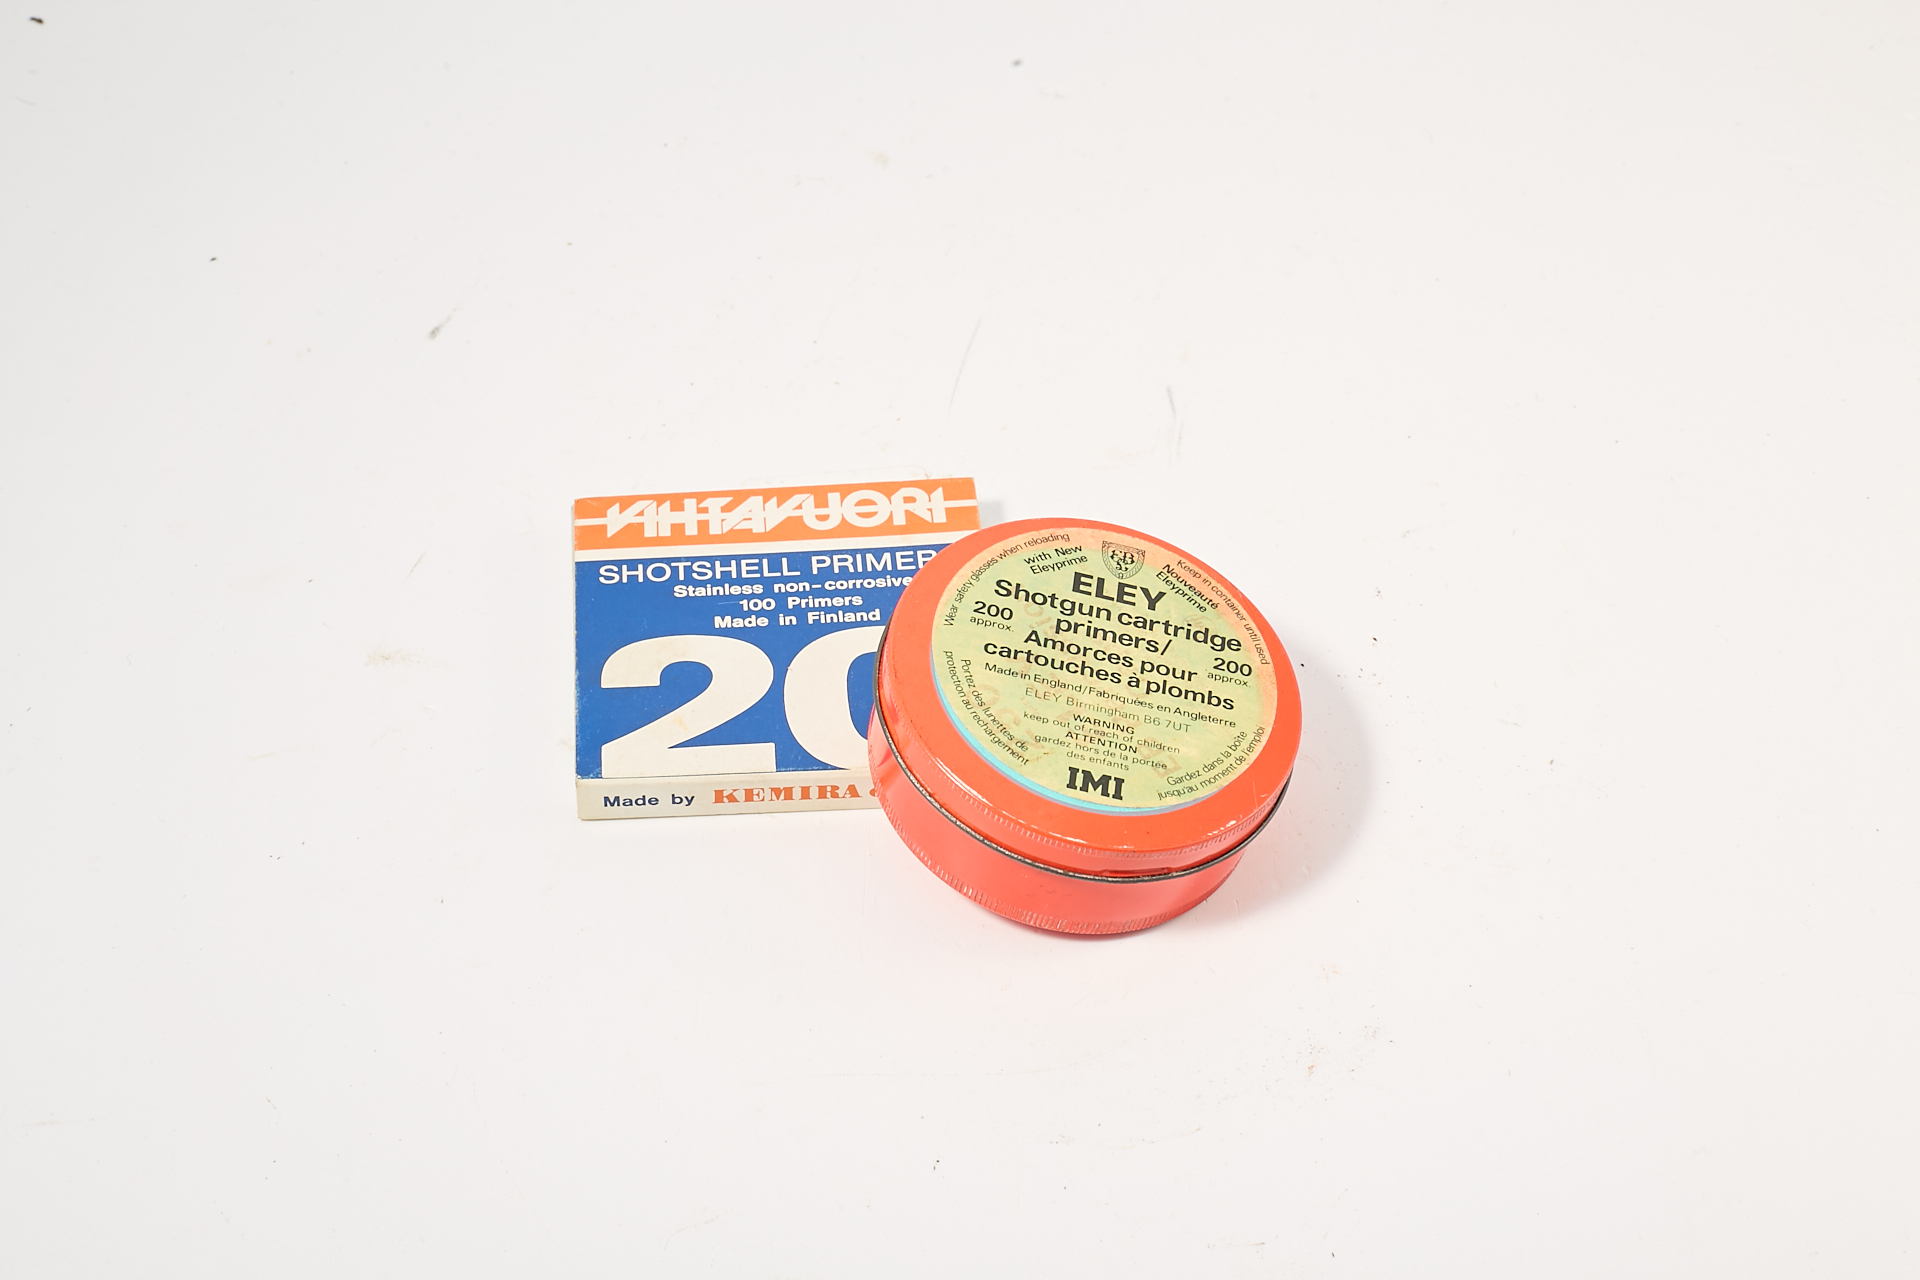 VIHTAVUORI
SHOTSHELL PRIMER
Stainless non-corrosive
100 Primers
Made in Finland
20
Made by KEMIRA
Wear safety glasses when reloading
with New
Eleyprime
EB
Keep in container until used
Nouveauté
Eleyprime
ELEY
Shotgun cartridge
primers/
200
approx.
Amorces pour
cartouches à plombs
200
approx.
Made in England/Fabriquées en Angleterre
ELEY Birmingham B6 7UT
WARNING
keep out of reach of children
ATTENTION
gardez hors de la portée
des enfants
Portez des lunettes de
protection au rechargement
Gardez dans la boîte
jusqu'au moment de l'emploi
IMI